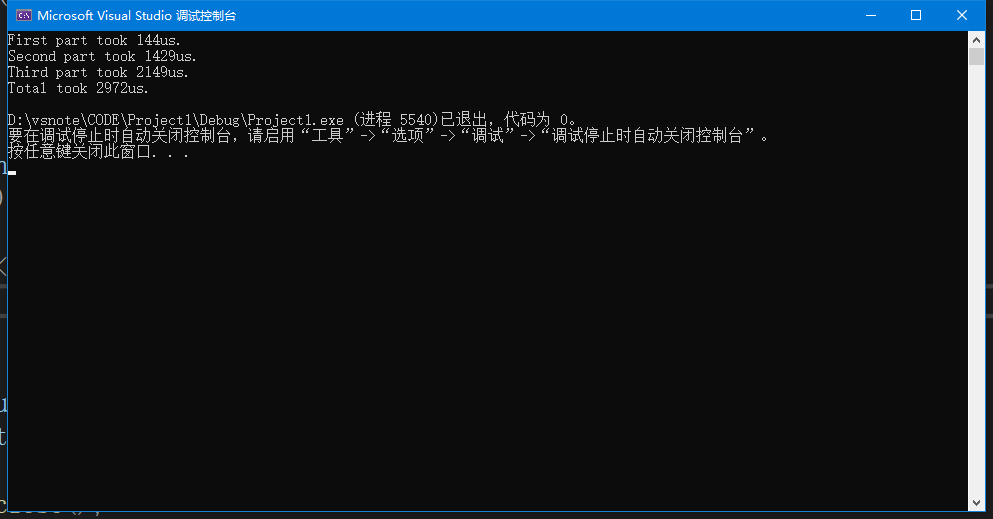 Microsoft Visual Studio 调试控制台
First part took 144us.
Second part took 1429us.
Third part took 2149us.
Total took 2972us.
D:\vsnote\CODE\Project1\Debug\Project1.exe (进程 5540)已退出，代码为 0。
要在调试停止时自动关闭控制台，请启用“工具”->“选项”->“调试”->“调试停止时自动关闭控制台”。
按任意键关闭此窗口. . .